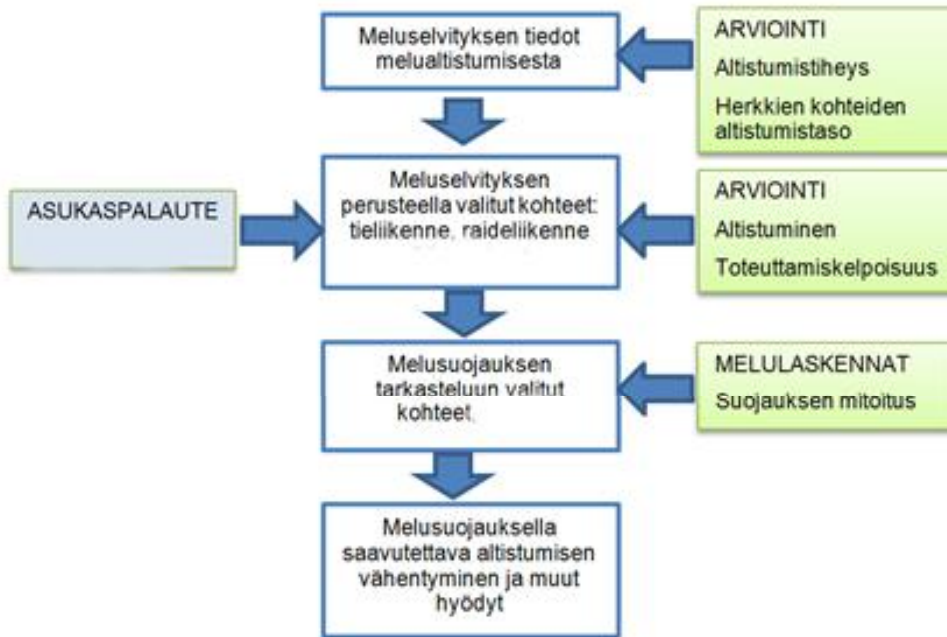 Meluselvityksen tiedot
melualtistumisesta
ARVIOINTI
Altistumistiheys
Herkkien kohteiden
altistumistaso
ASUKASPALAUTE
Meluselvityksen
perusteella valitut kohteet:
tieliikenne, raideliikenne
ARVIOINTI
Altistuminen
Toteuttamiskelpoisuus
Melusuojauksen
tarkasteluun valitut
kohteet.
MELULASKENNAT
Suojauksen mitoitus
Melusuojauksella
saavutettava altistumisen
vähentyminen ja muut
hyödyt